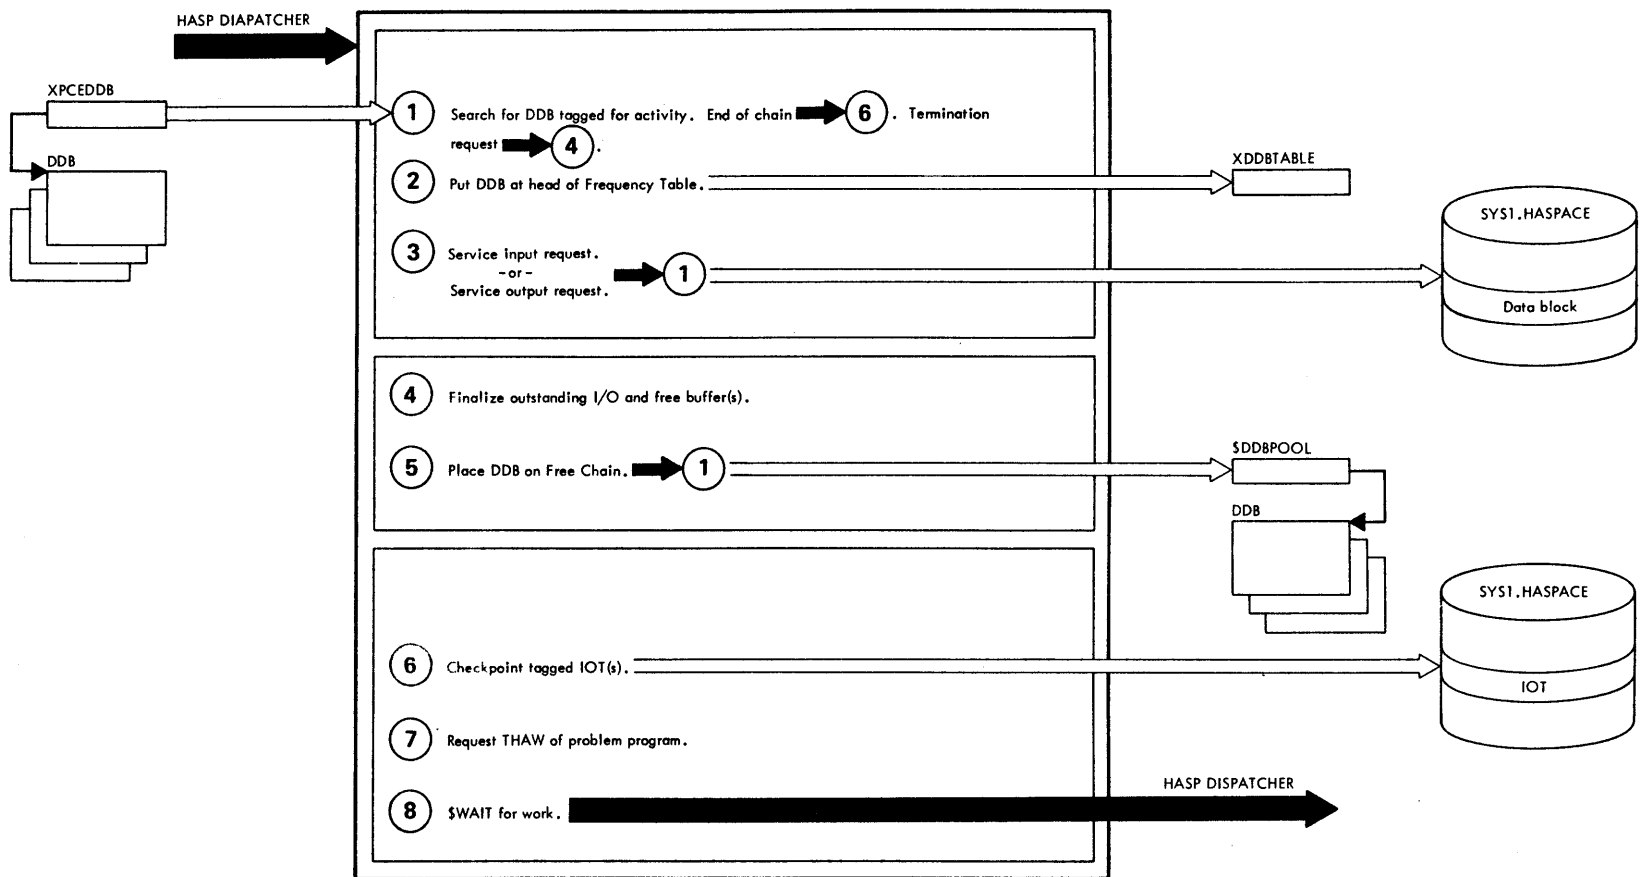 HASP DIAPATCHER
XPCEDDB
DDB
1 Search for DDB tagged for activity. End of chain 6. Termination
request 4.
2 Put DDB at head of Frequency Table.
XDDBTABLE
3 Service input request.
-or-
Service output request.
1
SYS1.HASPACE
Data block
4 Finalize outstanding I/O and free buffer(s).
5 Place DDB on Free Chain. 1
$DDBPOOL
DDB
6 Checkpoint tagged IOT(s).
SYS1.HASPACE
IOT
7 Request THAW of problem program.
8 $WAIT for work.
HASP DISPATCHER